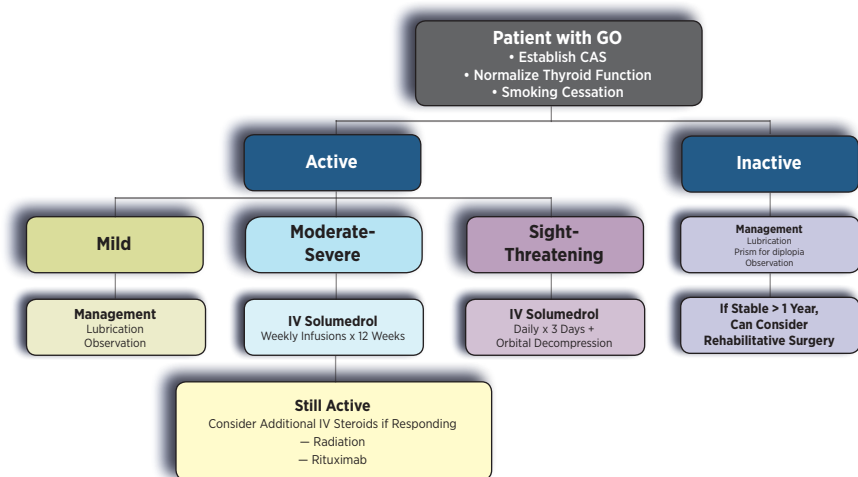 Patient with GO
• Establish CAS
• Normalize Thyroid Function
• Smoking Cessation
Active
Inactive
Mild
Moderate-
Severe
Sight-
Threatening
Management
Lubrication
Prism for diplopia
Observation
Management
Lubrication
Observation
IV Solumedrol
Weekly Infusions x 12 Weeks
IV Solumedrol
Daily x 3 Days +
Orbital Decompression
If Stable > 1 Year,
Can Consider
Rehabilitative Surgery
Still Active
Consider Additional IV Steroids if Responding
— Radiation
— Rituximab